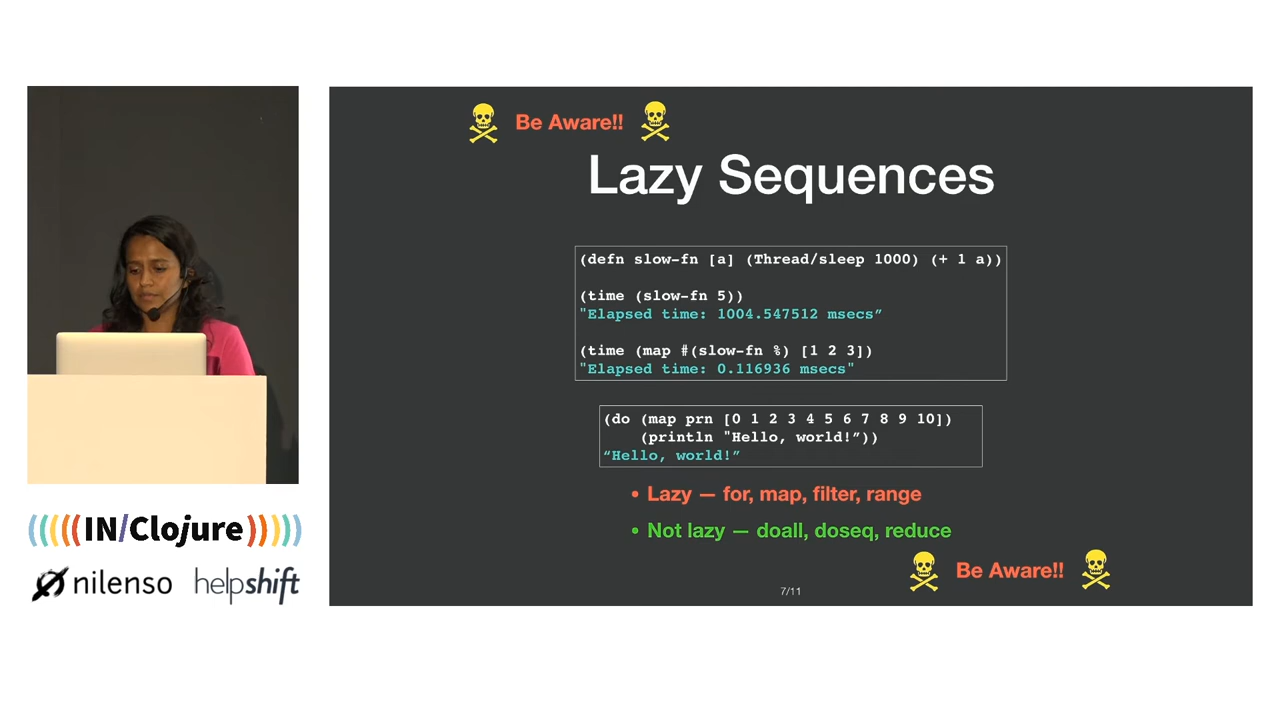 Be Aware!!
Lazy Sequences
(defn slow-fn [a] (Thread/sleep 1000) (+ 1 a))
(time (slow-fn 5))
"Elapsed time: 1004.547512 msecs”
(time (map #(slow-fn %) [1 2 3])
"Elapsed time: 0.116936 msecs"
(do (map prn [0 1 2 3 4 5 6 7 8 9 10])
(println "Hello, world!”))
“Hello, world!”
• Lazy — for, map, filter, range
• Not lazy — doall, doseq, reduce
Be Aware!!
7/11
((((IN/Clojure))))
nilenso helpshift